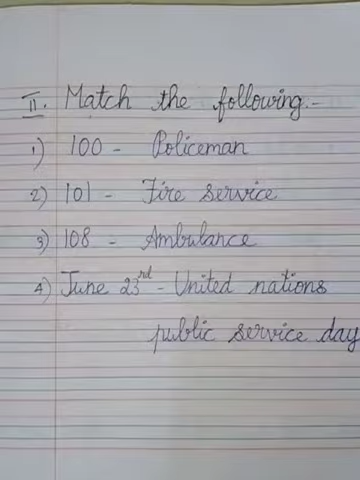 II. Match the following:-
1) 100 - Policeman
2) 101 - Fire service
3) 108 - Ambulance
4) June 23rd - United nations
public service day